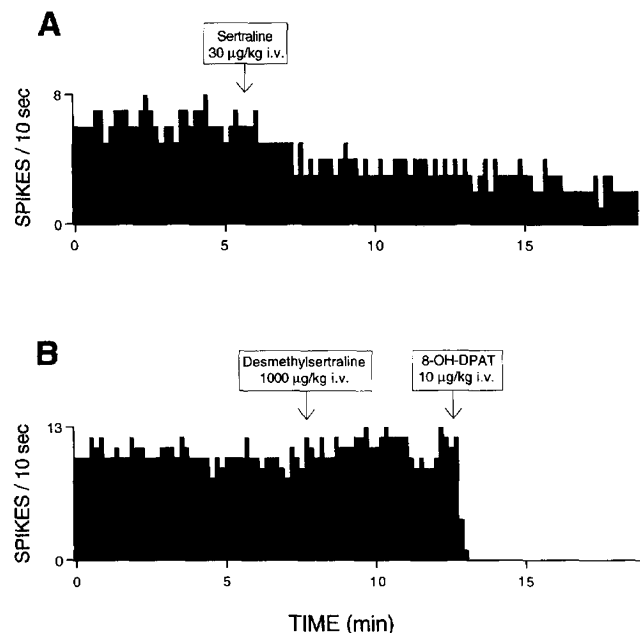 A
Sertraline
30 µg/kg i.v.
8
SPIKES / 10 sec
0
0 5 10 15
B
Desmethylsertraline
1000 µg/kg i.v.
8-OH-DPAT
10 µg/kg i.v.
13
SPIKES / 10 sec
0
0 5 10 15
TIME (min)